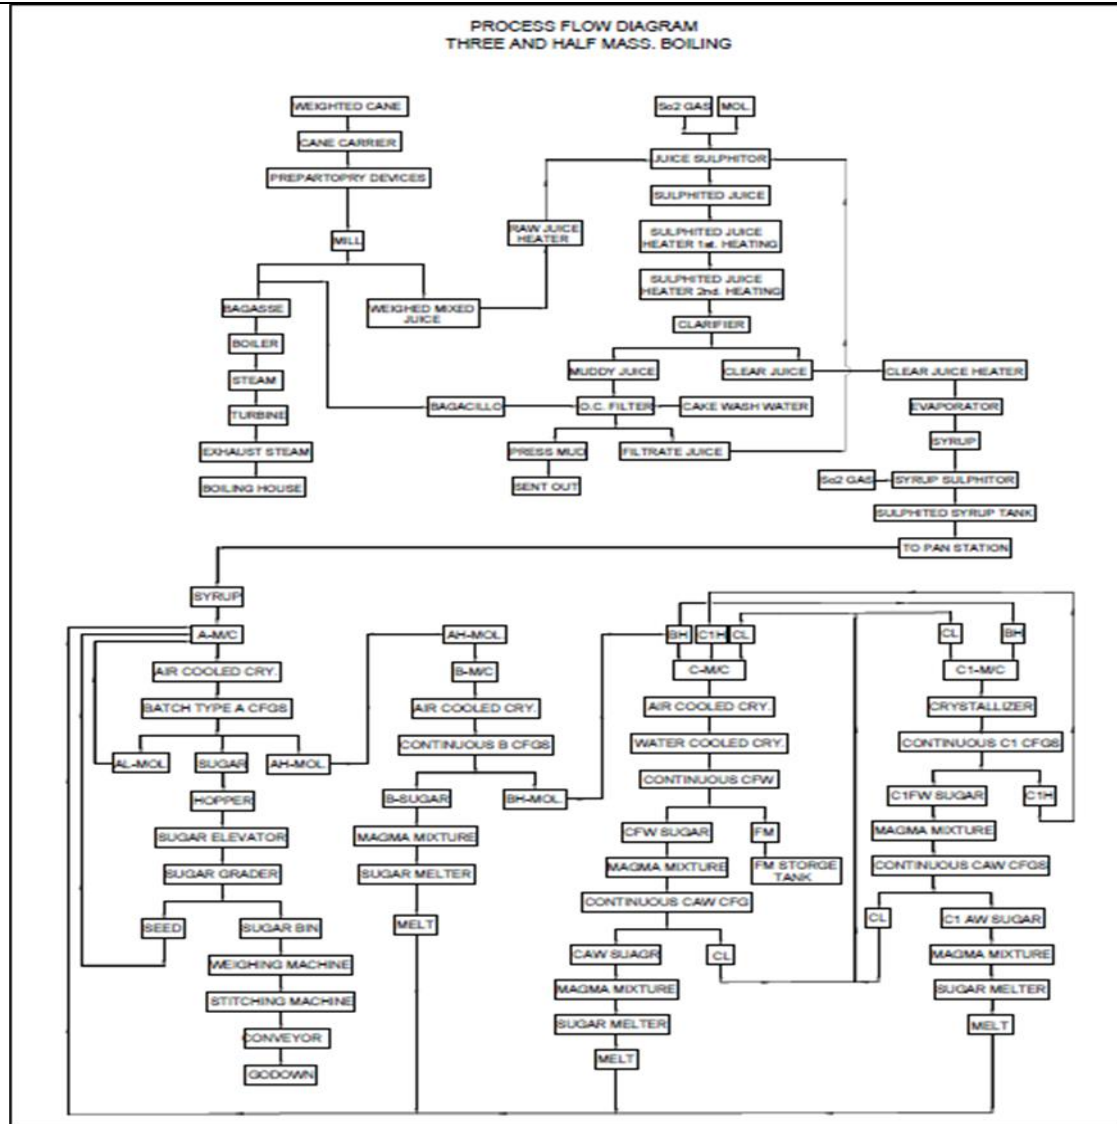 PROCESS FLOW DIAGRAM
THREE AND HALF MASS. BOILING
WEIGHTED CANE
CANE CARRIER
PREPARTOPRY DEVICES
MILL
BAGASSE
BOILER
STEAM
TURBINE
EXHAUST STEAM
BOILING HOUSE
WEIGHED MIXED
JUICE
RAW JUICE
HEATER
So2 GAS
MOL.
JUICE SULPHITOR
SULPHITED JUICE
SULPHITED JUICE
HEATER 1st. HEATING
SULPHITED JUICE
HEATER 2nd. HEATING
CLARIFIER
MUDDY JUICE
CLEAR JUICE
CLEAR JUICE HEATER
BAGACILLO
O.C. FILTER
CAKE WASH WATER
EVAPORATOR
PRESS MUD
FILTRATE JUICE
SYRUP
SENT OUT
So2 GAS
SYRUP SULPHITOR
SULPHITED SYRUP TANK
TO PAN STATION
SYRUP
A-M/C
AIR COOLED CRY.
BATCH TYPE A CFGS
AL-MOL.
SUGAR
AH-MOL.
HOPPER
SUGAR ELEVATOR
SUGAR GRADER
SEED
SUGAR BIN
WEIGHING MACHINE
STITCHING MACHINE
CONVEYOR
GODOWN
AH-MOL.
B-M/C
AIR COOLED CRY.
CONTINUOUS B CFGS
B-SUGAR
BH-MOL.
MAGMA MIXTURE
SUGAR MELTER
MELT
BH
C1H
CL
C-M/C
AIR COOLED CRY.
WATER COOLED CRY.
CONTINUOUS CFW
CFW SUGAR
FM
MAGMA MIXTURE
FM STORGE
TANK
CONTINUOUS CAW CFG
CAW SUAGR
CL
MAGMA MIXTURE
SUGAR MELTER
MELT
CL
BH
C1-M/C
CRYSTALLIZER
CONTINUOUS C1 CFGS
C1FW SUGAR
C1H
MAGMA MIXTURE
CONTINUOUS CAW CFGS
CL
C1 AW SUGAR
MAGMA MIXTURE
SUGAR MELTER
MELT